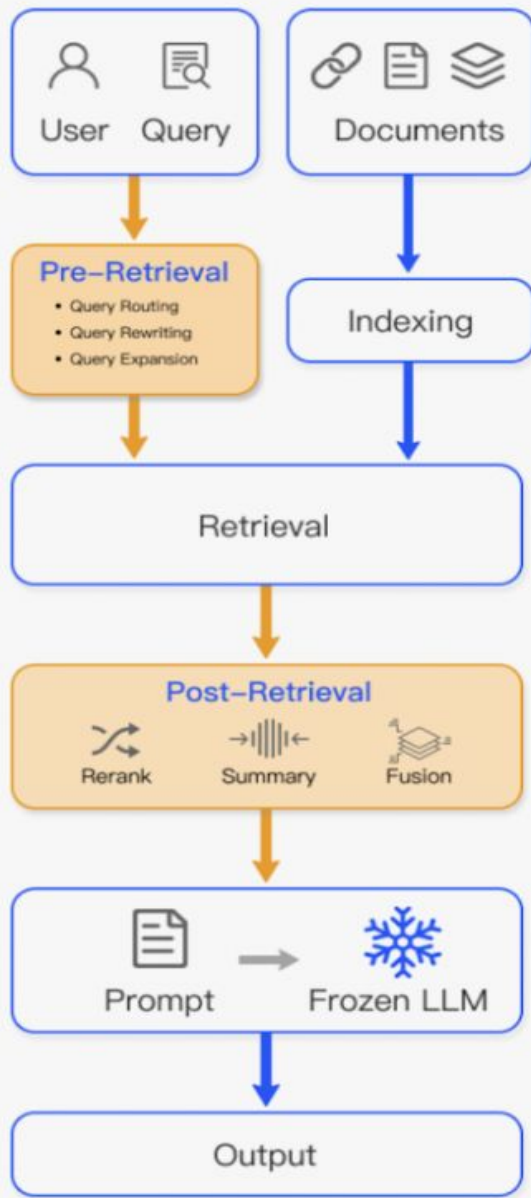 User Query
Documents
Pre-Retrieval
• Query Routing
• Query Rewriting
• Query Expansion
Indexing
Retrieval
Post-Retrieval
Rerank Summary Fusion
Prompt Frozen LLM
Output